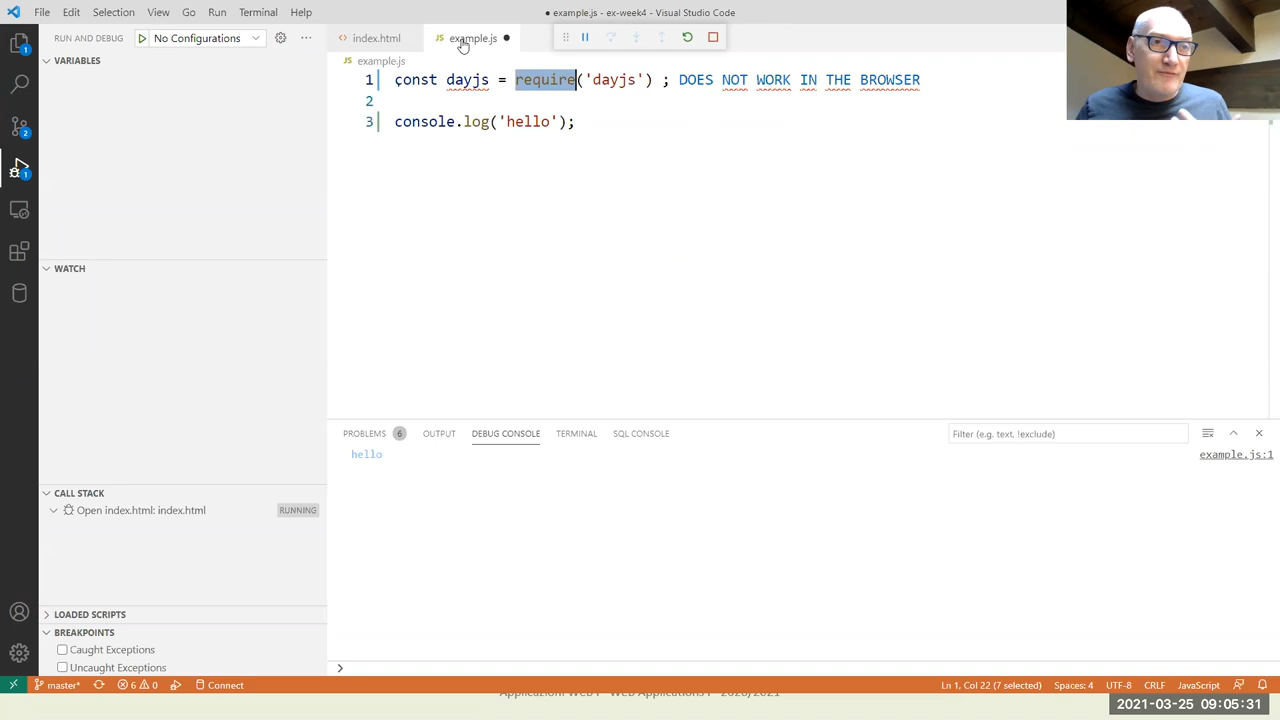 File Edit Selection View Go Run Terminal Help
● example.js - ex-week4 - Visual Studio Code
RUN AND DEBUG No Configurations ...
index.html example.js
VARIABLES
example.js
1 const dayjs = require('dayjs') ; DOES NOT WORK IN THE BROWSER
2
3 console.log('hello');
1
2
1
WATCH
PROBLEMS 6 OUTPUT DEBUG CONSOLE TERMINAL SQL CONSOLE
Filter (e.g. text, !exclude)
hello example.js:1
CALL STACK
Open index.html: index.html RUNNING
LOADED SCRIPTS
BREAKPOINTS
Caught Exceptions
Uncaught Exceptions
>
master* 6 0 Connect
Ln 1, Col 22 (7 selected) Spaces: 4 UTF-8 CRLF JavaScript
Applicazioni Web I - Web Applications I - 2020/2021
2021-03-25 09:05:31